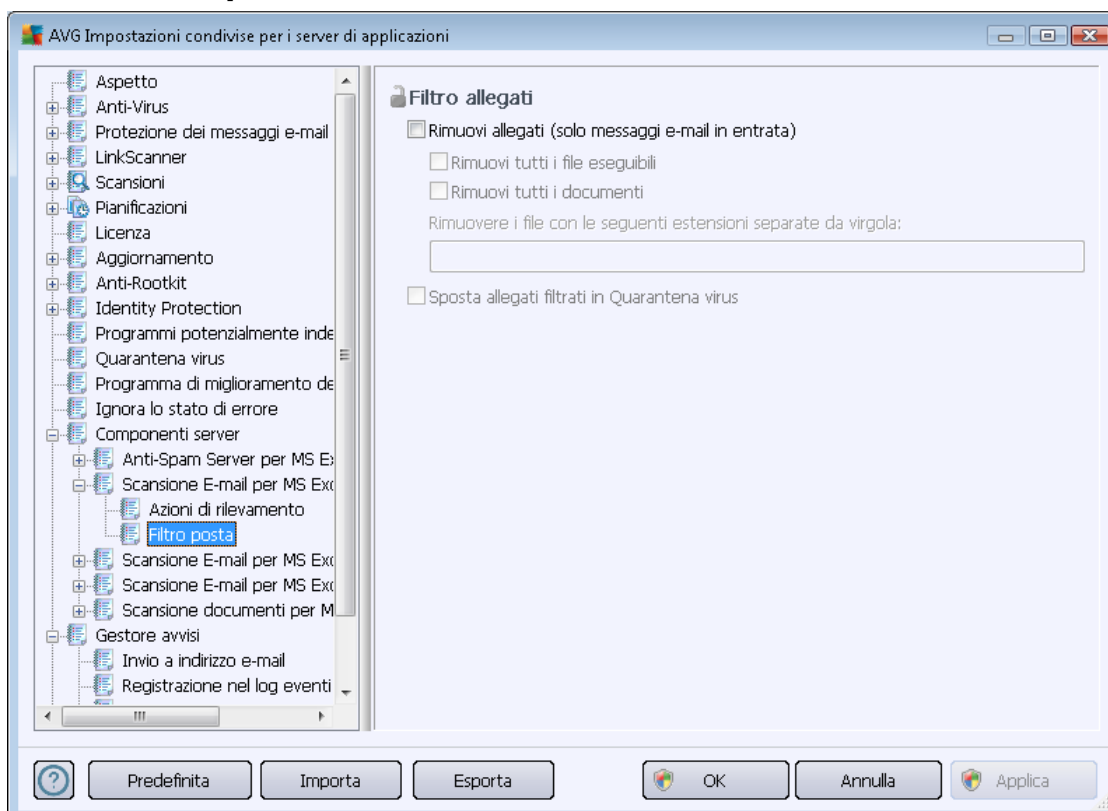 AVG Impostazioni condivise per i server di applicazioni
Aspetto
Anti-Virus
Protezione dei messaggi e-mail
LinkScanner
Scansioni
Pianificazioni
Licenza
Aggiornamento
Anti-Rootkit
Identity Protection
Programmi potenzialmente inde
Quarantena virus
Programma di miglioramento de
Ignora lo stato di errore
Componenti server
Anti-Spam Server per MS Ex
Scansione E-mail per MS Exc
Azioni di rilevamento
Filtro posta
Scansione E-mail per MS Exc
Scansione E-mail per MS Exc
Scansione documenti per M
Gestore avvisi
Invio a indirizzo e-mail
Registrazione nel log eventi
Filtro allegati
Rimuovi allegati (solo messaggi e-mail in entrata)
Rimuovi tutti i file eseguibili
Rimuovi tutti i documenti
Rimuovere i file con le seguenti estensioni separate da virgola:
Sposta allegati filtrati in Quarantena virus
Predefinita
Importa
Esporta
OK
Annulla
Applica